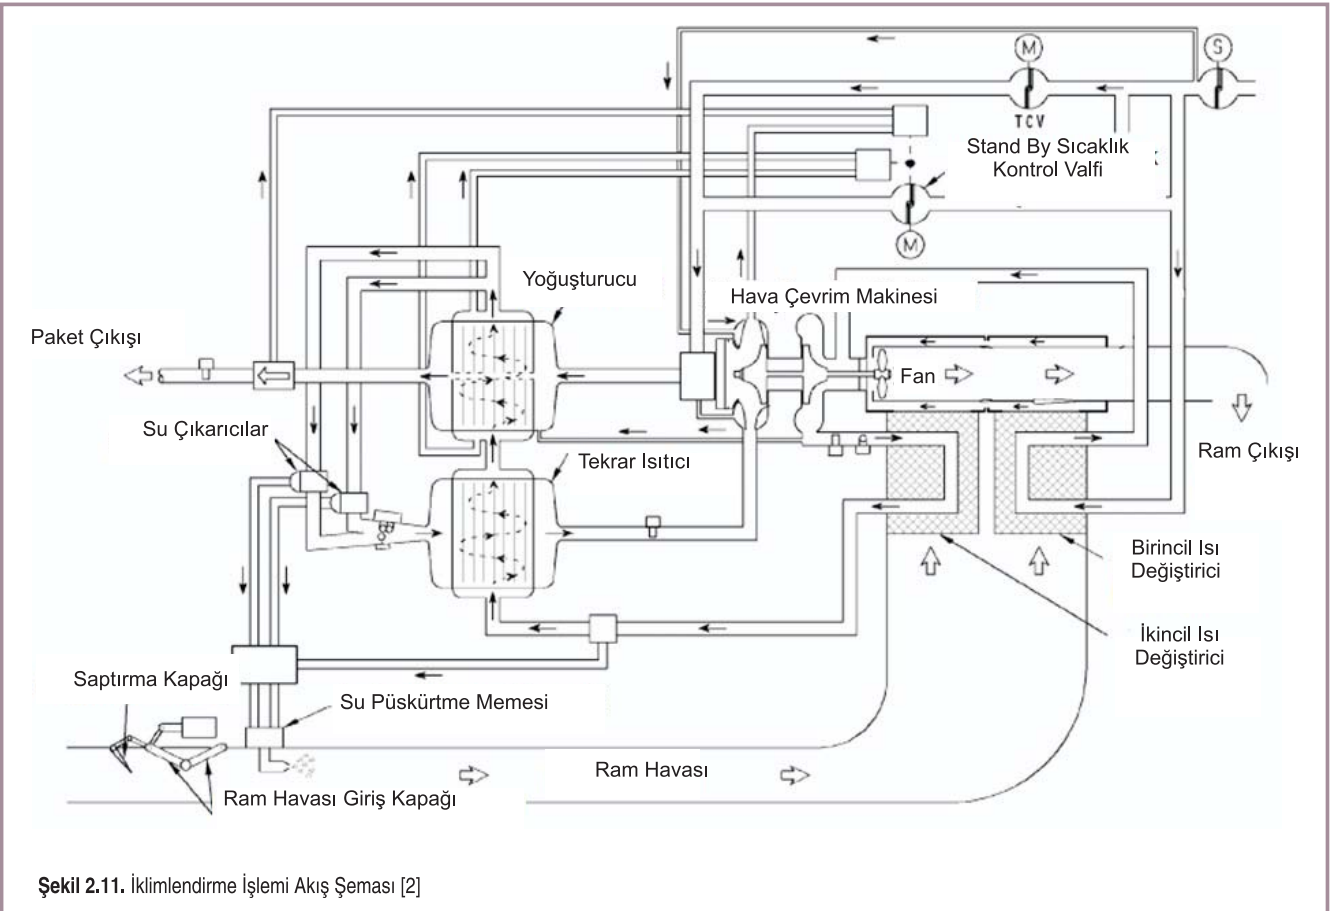 M
S
TCV
Stand By Sıcaklık
Kontrol Valfi
M
Yoğuşturucu
Hava Çevrim Makinesi
Paket Çıkışı
Fan
Su Çıkarıcılar
Tekrar Isıtıcı
Ram Çıkışı
Birincil Isı
Değiştirici
İkincil Isı
Değiştirici
Saptırma Kapağı
Su Püskürtme Memesi
Ram Havası
Ram Havası Giriş Kapağı
Şekil 2.11. İklimlendirme İşlemi Akış Şeması [2]